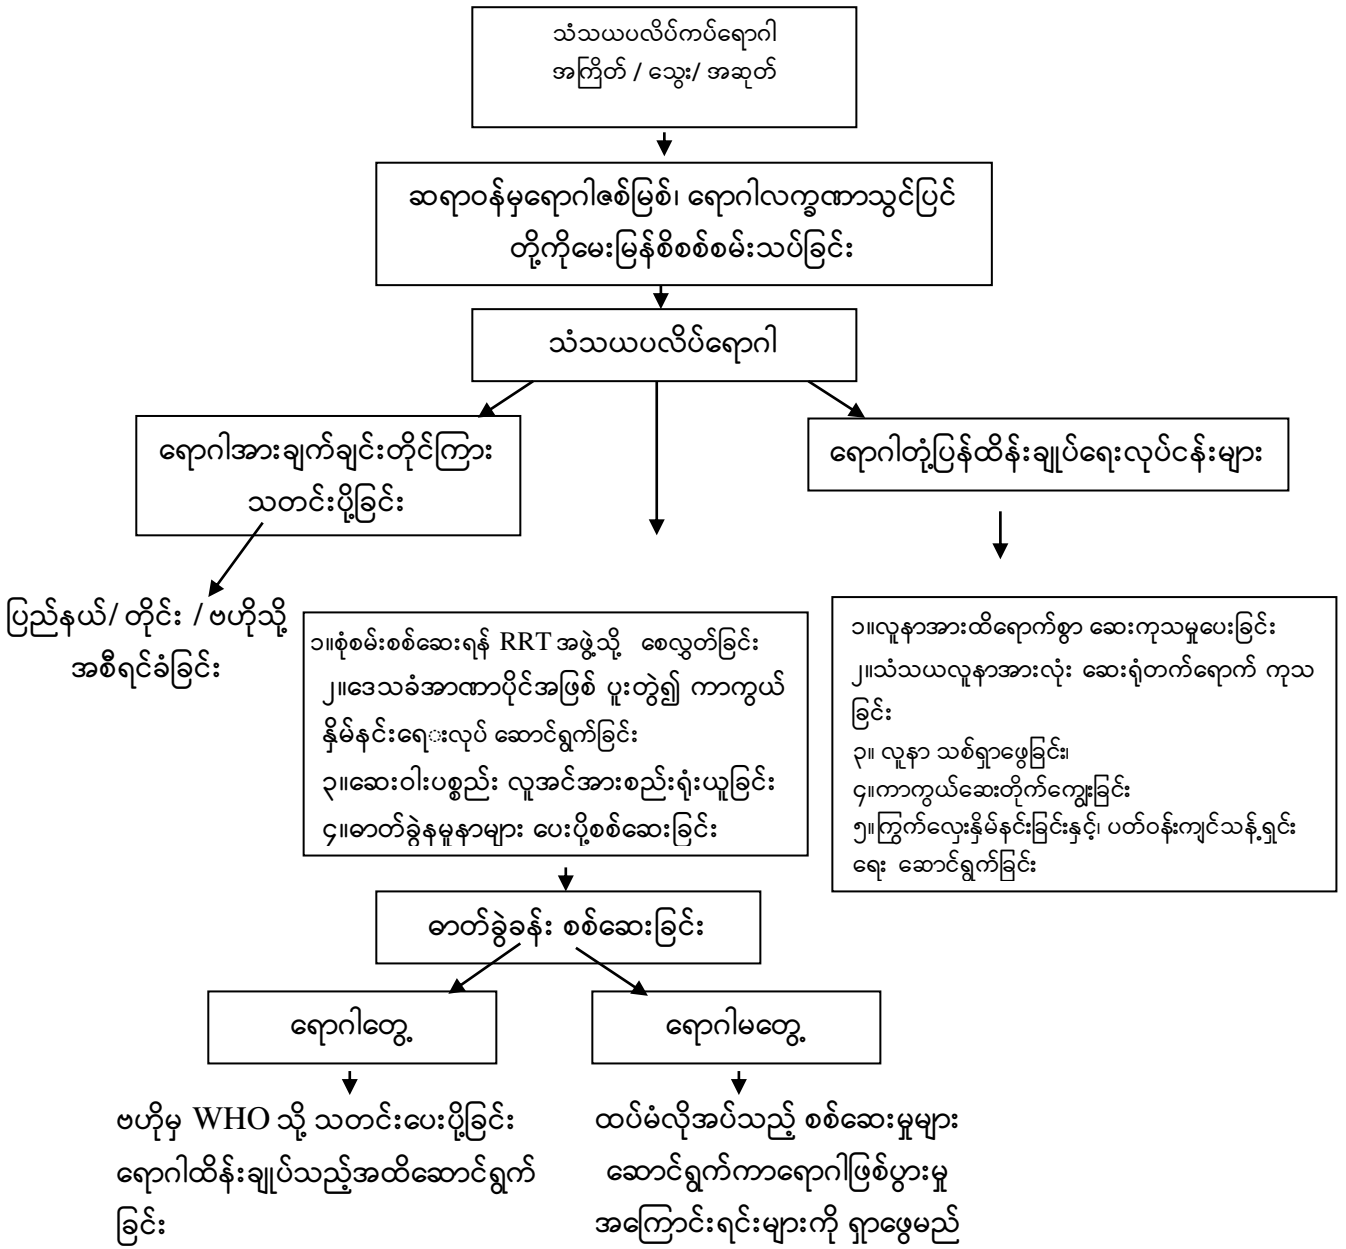 သံသယပလိပ်ကပ်ရောဂါ
အကြိတ် / သွေး/ အဆုတ်
ဆရာဝန်မှရောဂါဇစ်မြစ်၊ ရောဂါလက္ခဏာသွင်ပြင်
တို့ကိုမေးမြန်စိစစ်စမ်းသပ်ခြင်း
သံသယပလိပ်ရောဂါ
ရောဂါအားချက်ချင်းတိုင်ကြား
သတင်းပို့ခြင်း
ရောဂါတုံ့ပြန်ထိန်းချုပ်ရေးလုပ်ငန်းများ
ပြည်နယ်/ တိုင်း / ဗဟိုသို့
အစီရင်ခံခြင်း
၁။စုံစမ်းစစ်ဆေးရန် RRT အဖွဲ့သို့ စေလွှတ်ခြင်း
၂။ဒေသခံအာဏာပိုင်အဖြစ် ပူးတွဲ၍ ကာကွယ်
နှိမ်နင်းရေးးလုပ် ဆောင်ရွက်ခြင်း
၃။ဆေးဝါးပစ္စည်း လူအင်အားစည်းရုံးယူခြင်း
၄။ဓာတ်ခွဲနမူနာများ ပေးပို့စစ်ဆေးခြင်း
၁။လူနာအားထိရောက်စွာ ဆေးကုသမှုပေးခြင်း
၂။သံသယလူနာအားလုံး ဆေးရုံတက်ရောက် ကုသ
ခြင်း
၃။ လူနာ သစ်ရှာဖွေခြင်း၊
၄။ကာကွယ်ဆေးတိုက်ကျွေးခြင်း
၅။ကြွက်လှေးနှိမ်နင်းခြင်းနှင့်၊ ပတ်ဝန်းကျင်သန့်ရှင်း
ရေး ဆောင်ရွက်ခြင်း
ဓာတ်ခွဲခန်း စစ်ဆေးခြင်း
ရောဂါတွေ့
ရောဂါမတွေ့
ဗဟိုမှ WHO သို့ သတင်းပေးပို့ခြင်း
ရောဂါထိန်းချုပ်သည့်အထိဆောင်ရွက်
ခြင်း
ထပ်မံလိုအပ်သည့် စစ်ဆေးမှုများ
ဆောင်ရွက်ကာရောဂါဖြစ်ပွားမှု
အကြောင်းရင်းများကို ရှာဖွေမည်